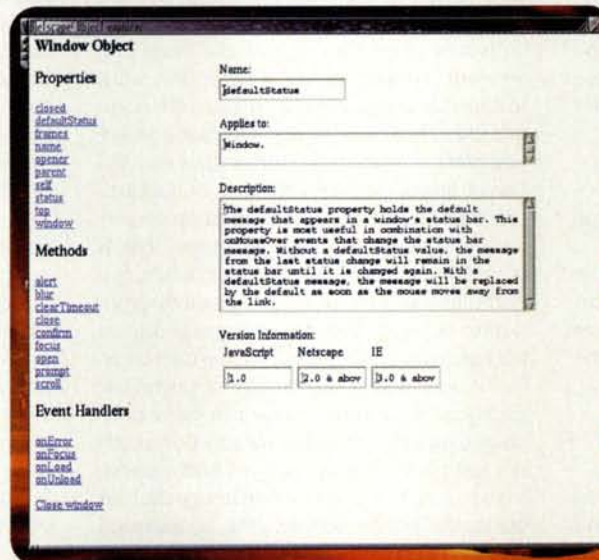 Netscape Object explorer
Window Object
Properties
closed
defaultStatus
frames
name
opener
parent
self
status
top
window
Methods
alert
blur
clearTimeout
close
confirm
focus
open
prompt
scroll
Event Handlers
onError
onFocus
onLoad
onUnload
Close window
Name:
defaultStatus
Applies to:
Window.
Description:
The defaultStatus property holds the default
message that appears in a window's status bar. This
property is most useful in combination with
onMouseOver events that change the status bar
message. Without a defaultStatus value, the message
from the last status change will remain in the
status bar until it is changed again. With a
defaultStatus message, the message will be replaced
by the default as soon as the mouse moves away from
the link.
Version Information:
JavaScript Netscape IE
1.0 2.0 & abov 3.0 & abov